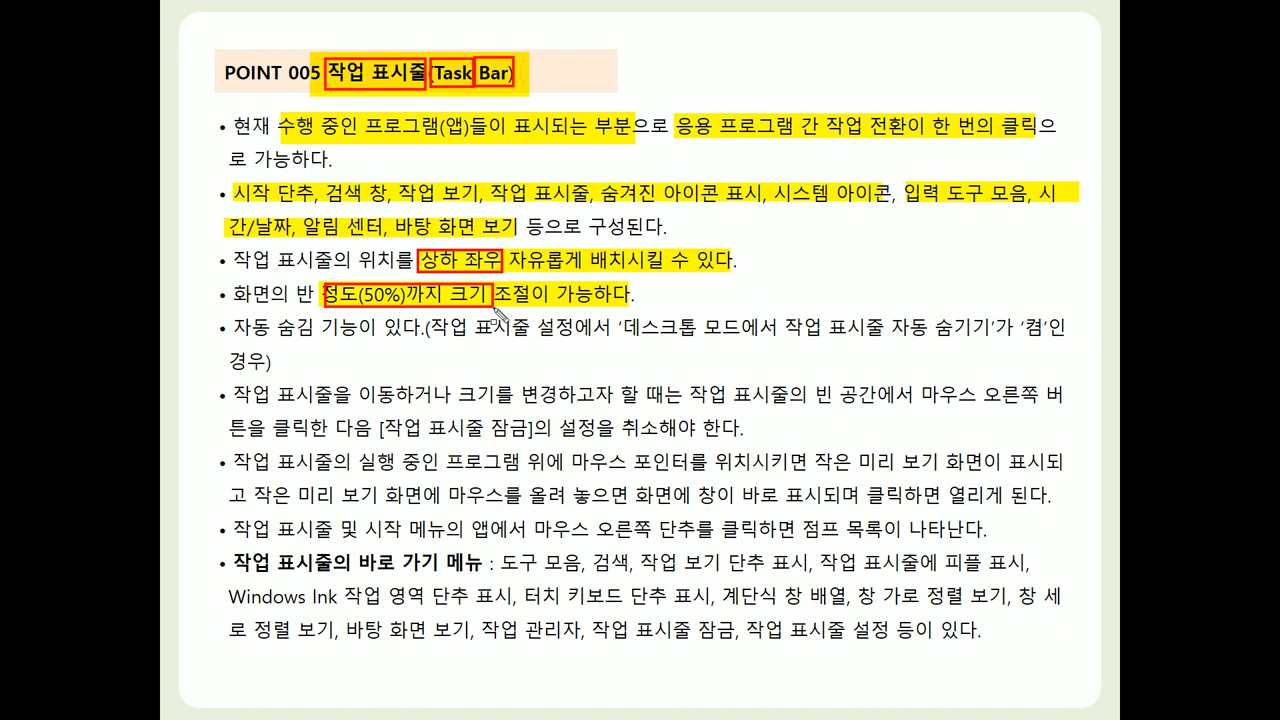 POINT 005 작업 표시줄(Task Bar)
• 현재 수행 중인 프로그램(앱)들이 표시되는 부분으로 응용 프로그램 간 작업 전환이 한 번의 클릭으
로 가능하다.
• 시작 단추, 검색 창, 작업 보기, 작업 표시줄, 숨겨진 아이콘 표시, 시스템 아이콘, 입력 도구 모음, 시
간/날짜, 알림 센터, 바탕 화면 보기 등으로 구성된다.
• 작업 표시줄의 위치를 상하 좌우 자유롭게 배치시킬 수 있다.
• 화면의 반 정도(50%)까지 크기 조절이 가능하다.
• 자동 숨김 기능이 있다.(작업 표시줄 설정에서 ‘데스크톱 모드에서 작업 표시줄 자동 숨기기’가 ‘켬’인
경우)
• 작업 표시줄을 이동하거나 크기를 변경하고자 할 때는 작업 표시줄의 빈 공간에서 마우스 오른쪽 버
튼을 클릭한 다음 [작업 표시줄 잠금]의 설정을 취소해야 한다.
• 작업 표시줄의 실행 중인 프로그램 위에 마우스 포인터를 위치시키면 작은 미리 보기 화면이 표시되
고 작은 미리 보기 화면에 마우스를 올려 놓으면 화면에 창이 바로 표시되며 클릭하면 열리게 된다.
• 작업 표시줄 및 시작 메뉴의 앱에서 마우스 오른쪽 단추를 클릭하면 점프 목록이 나타난다.
• 작업 표시줄의 바로 가기 메뉴 : 도구 모음, 검색, 작업 보기 단추 표시, 작업 표시줄에 피플 표시,
Windows Ink 작업 영역 단추 표시, 터치 키보드 단추 표시, 계단식 창 배열, 창 가로 정렬 보기, 창 세
로 정렬 보기, 바탕 화면 보기, 작업 관리자, 작업 표시줄 잠금, 작업 표시줄 설정 등이 있다.